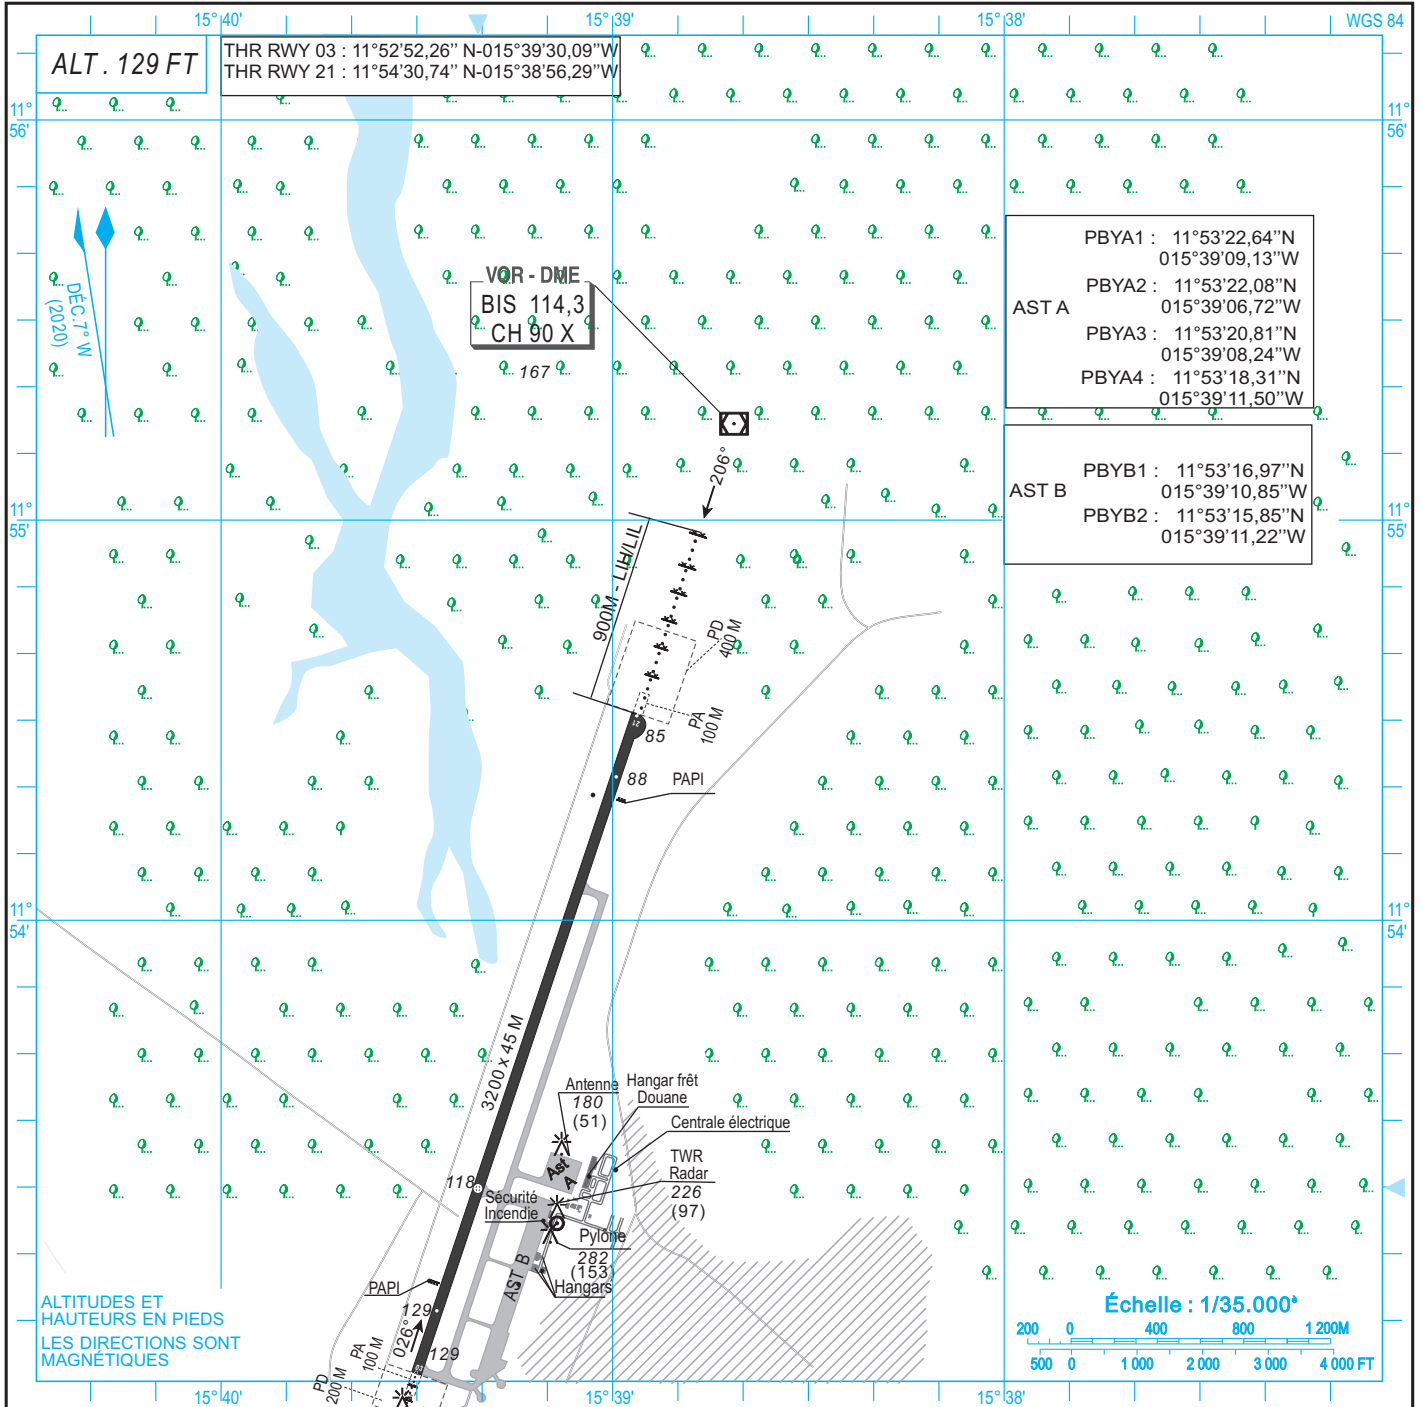 15°40'
15°39'
15°38'
WGS 84
ALT . 129 FT
THR RWY 03 : 11°52’52,26’’ N-015°39’30,09’’W
THR RWY 21 : 11°54’30,74’’ N-015°38’56,29’’W
11°
56'
11°
56'
DÉC.7° W
(2020)
VOR - DME
BIS 114,3
CH 90 X
167
AST A
PBYA1 : 11°53’22,64’’N
015°39’09,13’’W
PBYA2 : 11°53’22,08’’N
015°39’06,72’’W
PBYA3 : 11°53’20,81’’N
015°39’08,24’’W
PBYA4 : 11°53’18,31’’N
015°39’11,50’’W
AST B
PBYB1 : 11°53’16,97’’N
015°39’10,85’’W
PBYB2 : 11°53’15,85’’N
015°39’11,22’’W
206°
11°
55'
11°
55'
900M - LIH/LIL
PD
400 M
PA
100 M
21
85
88
PAPI
11°
54'
11°
54'
3200 x 45 M
Antenne
180
(51)
Hangar frêt
Douane
Centrale électrique
TWR
Radar
226
(97)
Ast
A
118
Sécurité
Incendie
Pylône
282
(153)
Hangars
AST B
PAPI
129
026°
129
PA
100 M
PD
200 M
ALTITUDES ET
HAUTEURS EN PIEDS
LES DIRECTIONS SONT
MAGNÉTIQUES
Échelle : 1/35.000°
200 0 400 800 1 200M
500 0 1 000 2 000 3 000 4 000 FT
15°40'
15°39'
15°38'